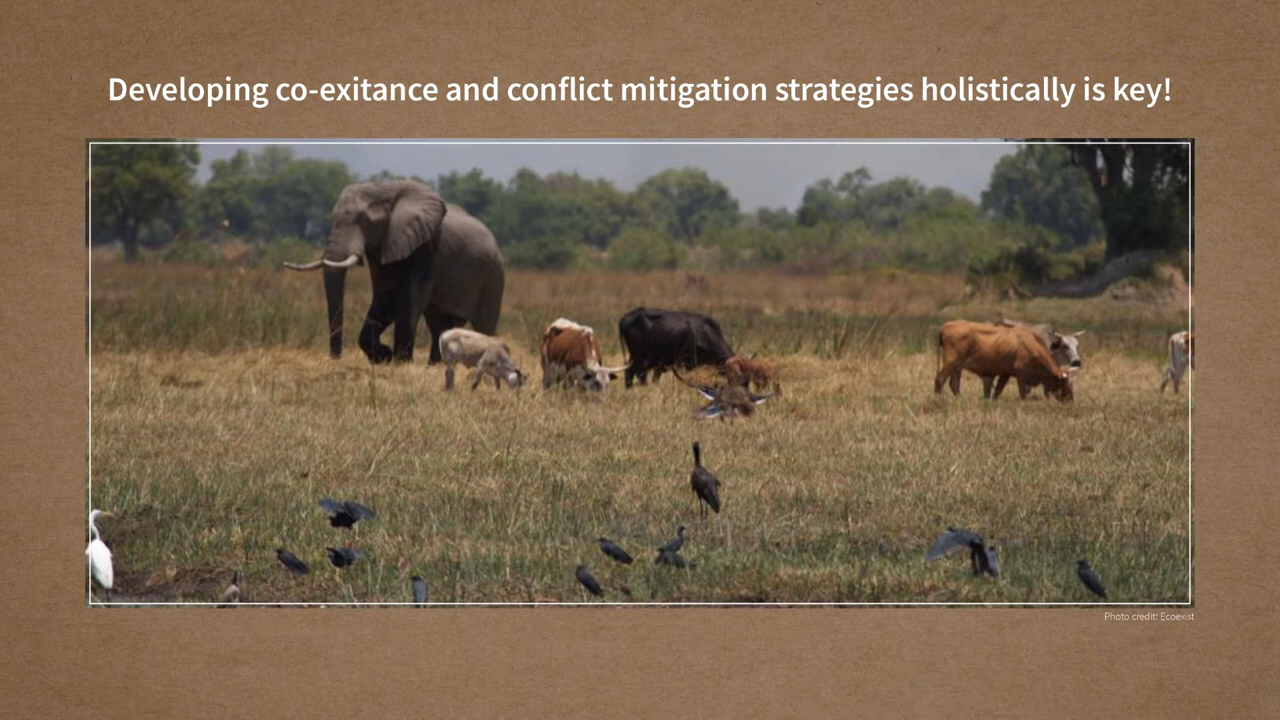 Developing co-exitance and conflict mitigation strategies holistically is key!
Photo credit: Ecoexist